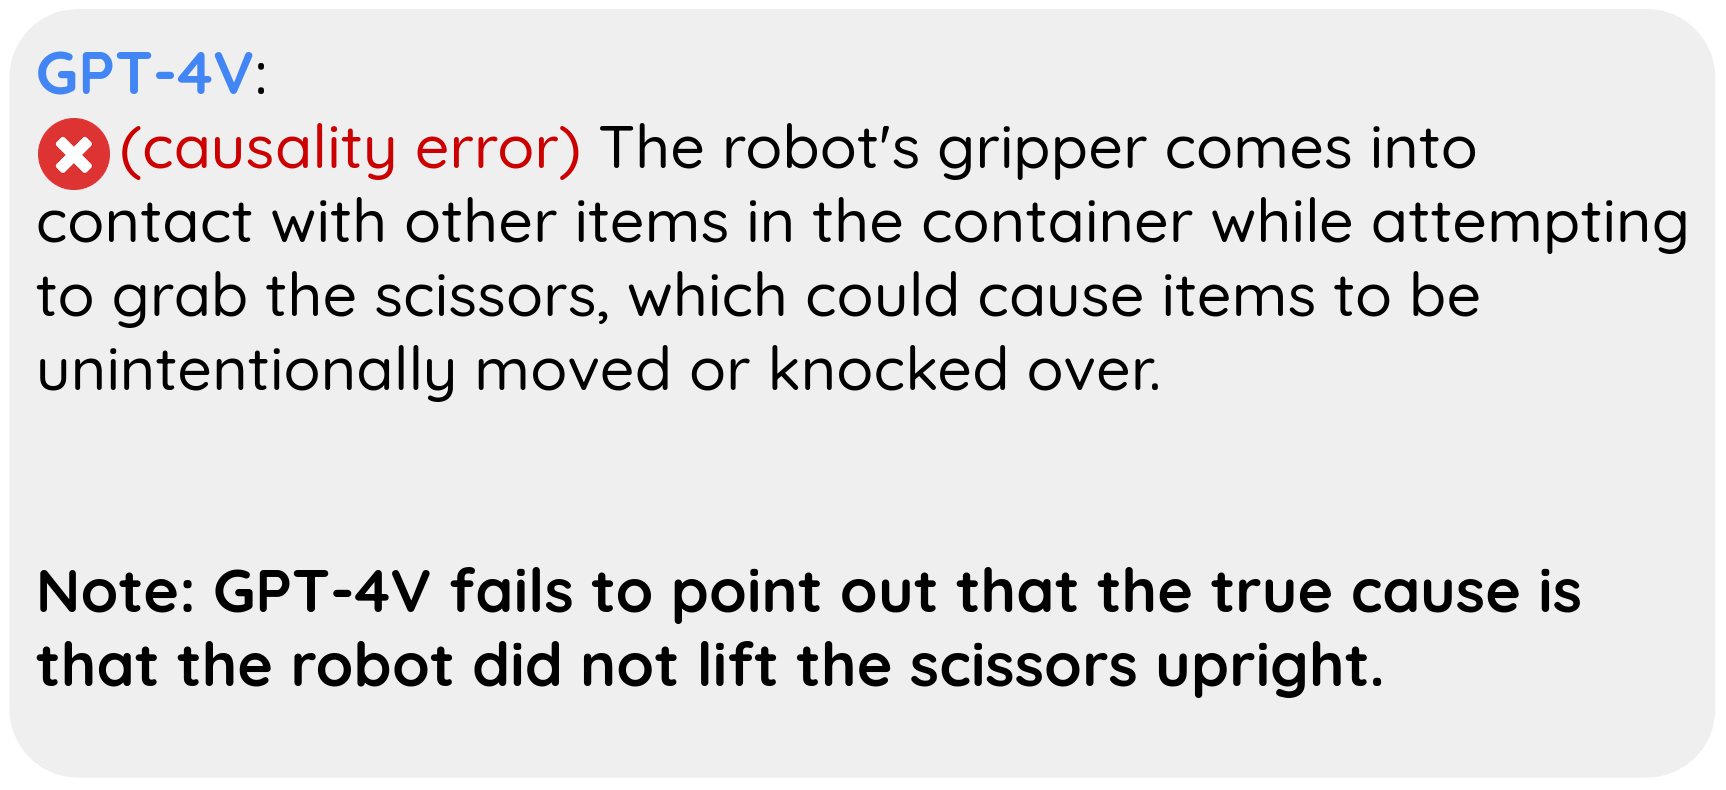 GPT-4V:
(causality error) The robot's gripper comes into
contact with other items in the container while attempting
to grab the scissors, which could cause items to be
unintentionally moved or knocked over.
Note: GPT-4V fails to point out that the true cause is
that the robot did not lift the scissors upright.